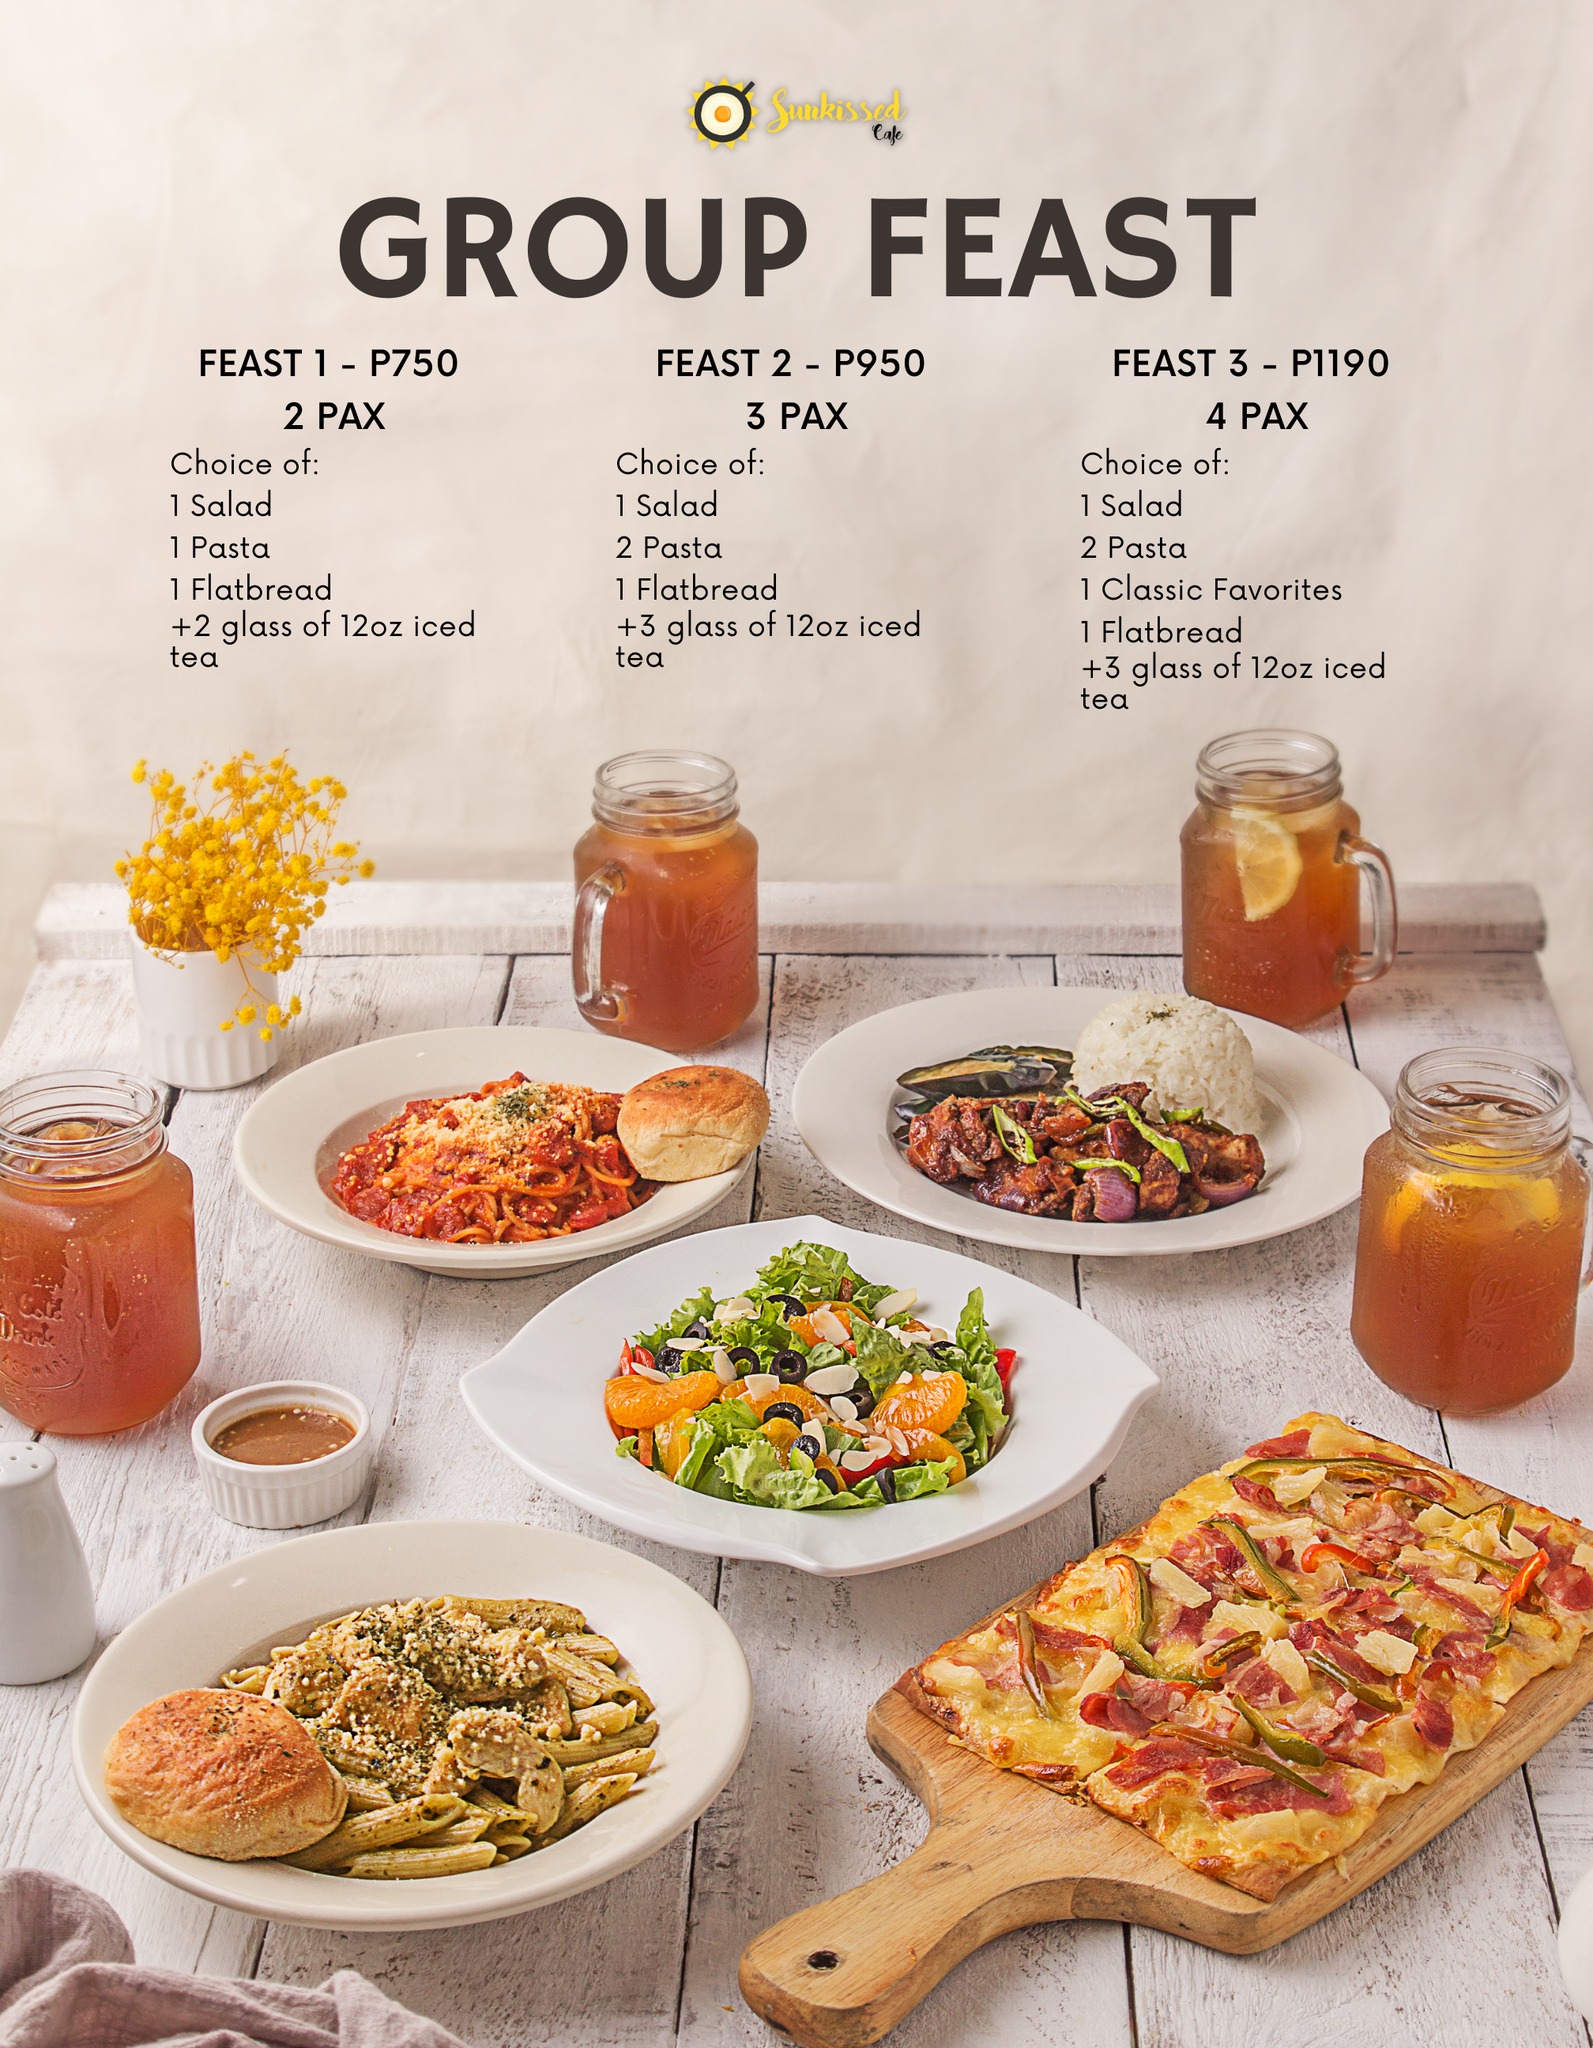 Sunkissed
Cafe
GROUP FEAST
FEAST 1 - P750
2 PAX
Choice of:
1 Salad
1 Pasta
1 Flatbread
+2 glass of 12oz iced
tea
FEAST 2 - P950
3 PAX
Choice of:
1 Salad
2 Pasta
1 Flatbread
+3 glass of 12oz iced
tea
FEAST 3 - P1190
4 PAX
Choice of:
1 Salad
2 Pasta
1 Classic Favorites
1 Flatbread
+3 glass of 12oz iced
tea
Cold
Drink